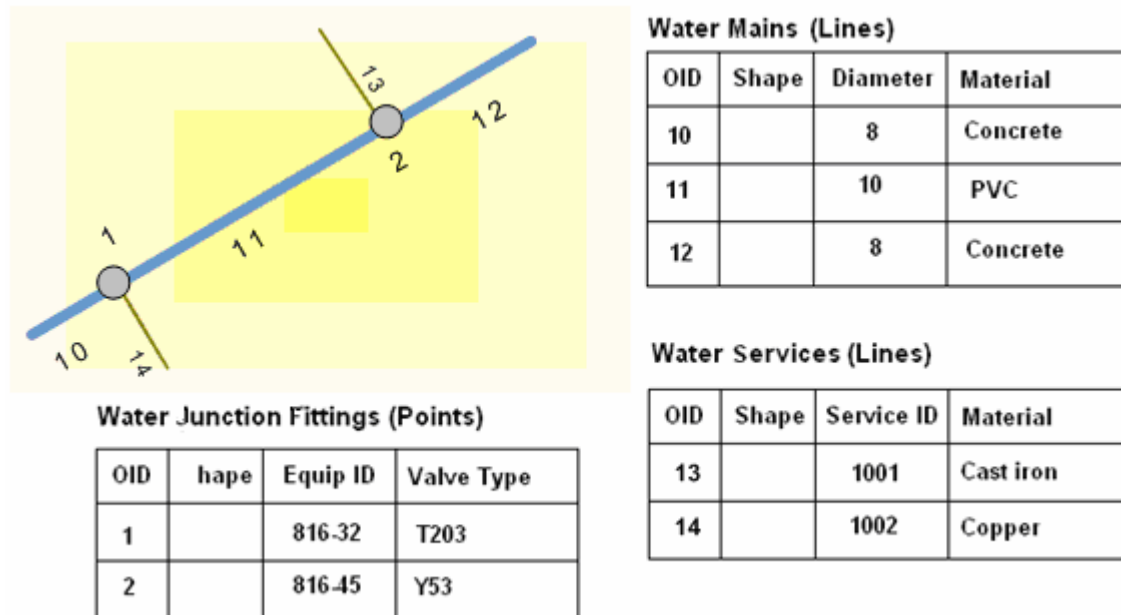 13
12
2
1
11
10
14
Water Mains (Lines)
OID Shape Diameter Material
10 8 Concrete
11 10 PVC
12 8 Concrete
Water Services (Lines)
OID Shape Service ID Material
13 1001 Cast iron
14 1002 Copper
Water Junction Fittings (Points)
OID hape Equip ID Valve Type
1 816-32 T203
2 816-45 Y53